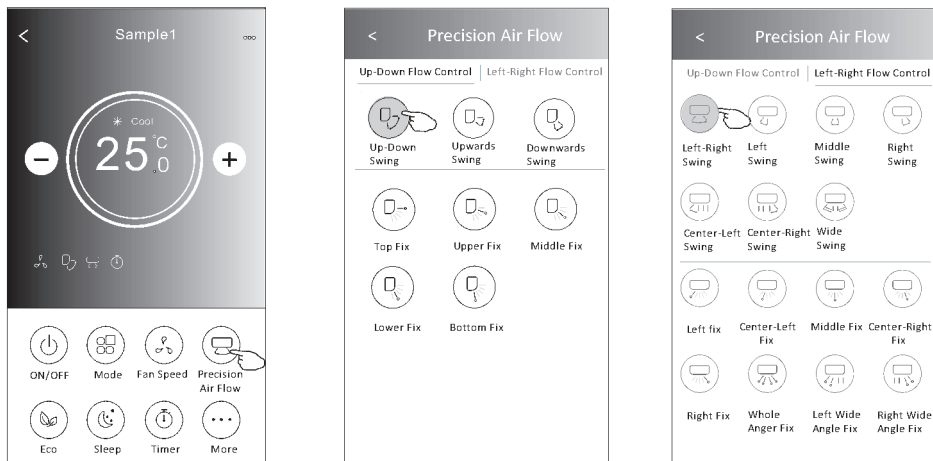 Sample1
Cool
25 °C .0
ON/OFF Mode Fan Speed Precision
Air Flow
Eco Sleep Timer More
Precision Air Flow
Up-Down Flow Control Left-Right Flow Control
Up-Down Upwards Downwards
Swing Swing Swing
Top Fix Upper Fix Middle Fix
Lower Fix Bottom Fix
Precision Air Flow
Up-Down Flow Control Left-Right Flow Control
Left-Right Left Middle Right
Swing Swing Swing Swing
Center-Left Center-Right Wide
Swing Swing Swing
Left fix Center-Left Middle Fix Center-Right
Fix Fix
Right Fix Whole Left Wide Right Wide
Anger Fix Angle Fix Angle Fix